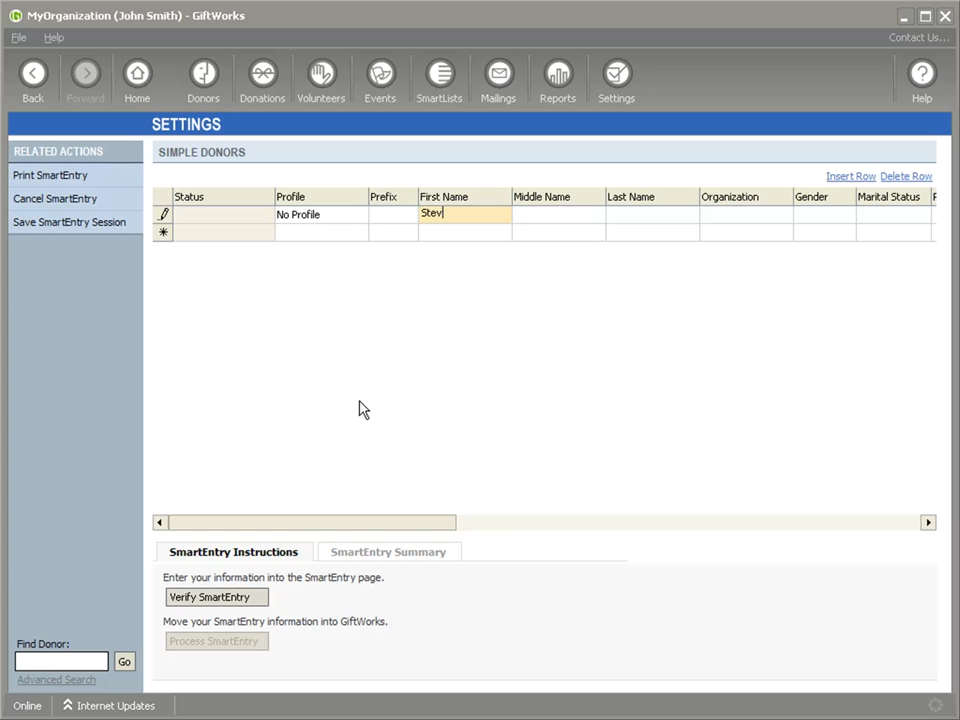 MyOrganization (John Smith) - GiftWorks
File Help Contact Us...
Back Forward Home Donors Donations Volunteers Events SmartLists Mailings Reports Settings Help
SETTINGS
RELATED ACTIONS
Print SmartEntry
Cancel SmartEntry
Save SmartEntry Session
SIMPLE DONORS
Insert Row Delete Row
Status Profile Prefix First Name Middle Name Last Name Organization Gender Marital Status
No Profile Stev
SmartEntry Instructions SmartEntry Summary
Enter your information into the SmartEntry page.
Verify SmartEntry
Move your SmartEntry information into GiftWorks.
Process SmartEntry
Find Donor:
Go
Advanced Search
Online Internet Updates